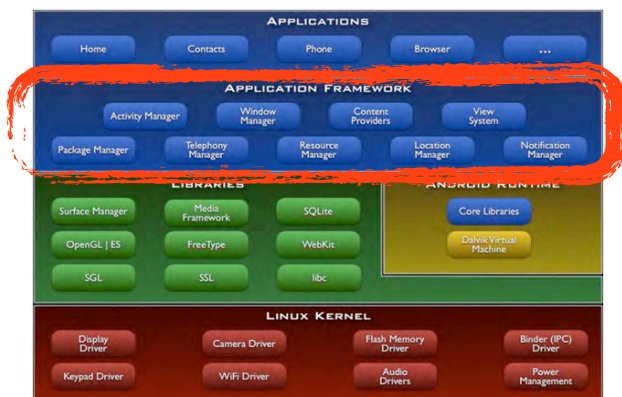 APPLICATIONS
Home Contacts Phone Browser ...
APPLICATION FRAMEWORK
Activity Manager Window Manager Content Providers View System
Package Manager Telephony Manager Resource Manager Location Manager Notification Manager
LIBRARIES ANDROID RUNTIME
Surface Manager Media Framework SQLite Core Libraries
OpenGL | ES FreeType WebKit Dalvik Virtual Machine
SGL SSL libc
LINUX KERNEL
Display Driver Camera Driver Flash Memory Driver Binder (IPC) Driver
Keypad Driver WiFi Driver Audio Drivers Power Management